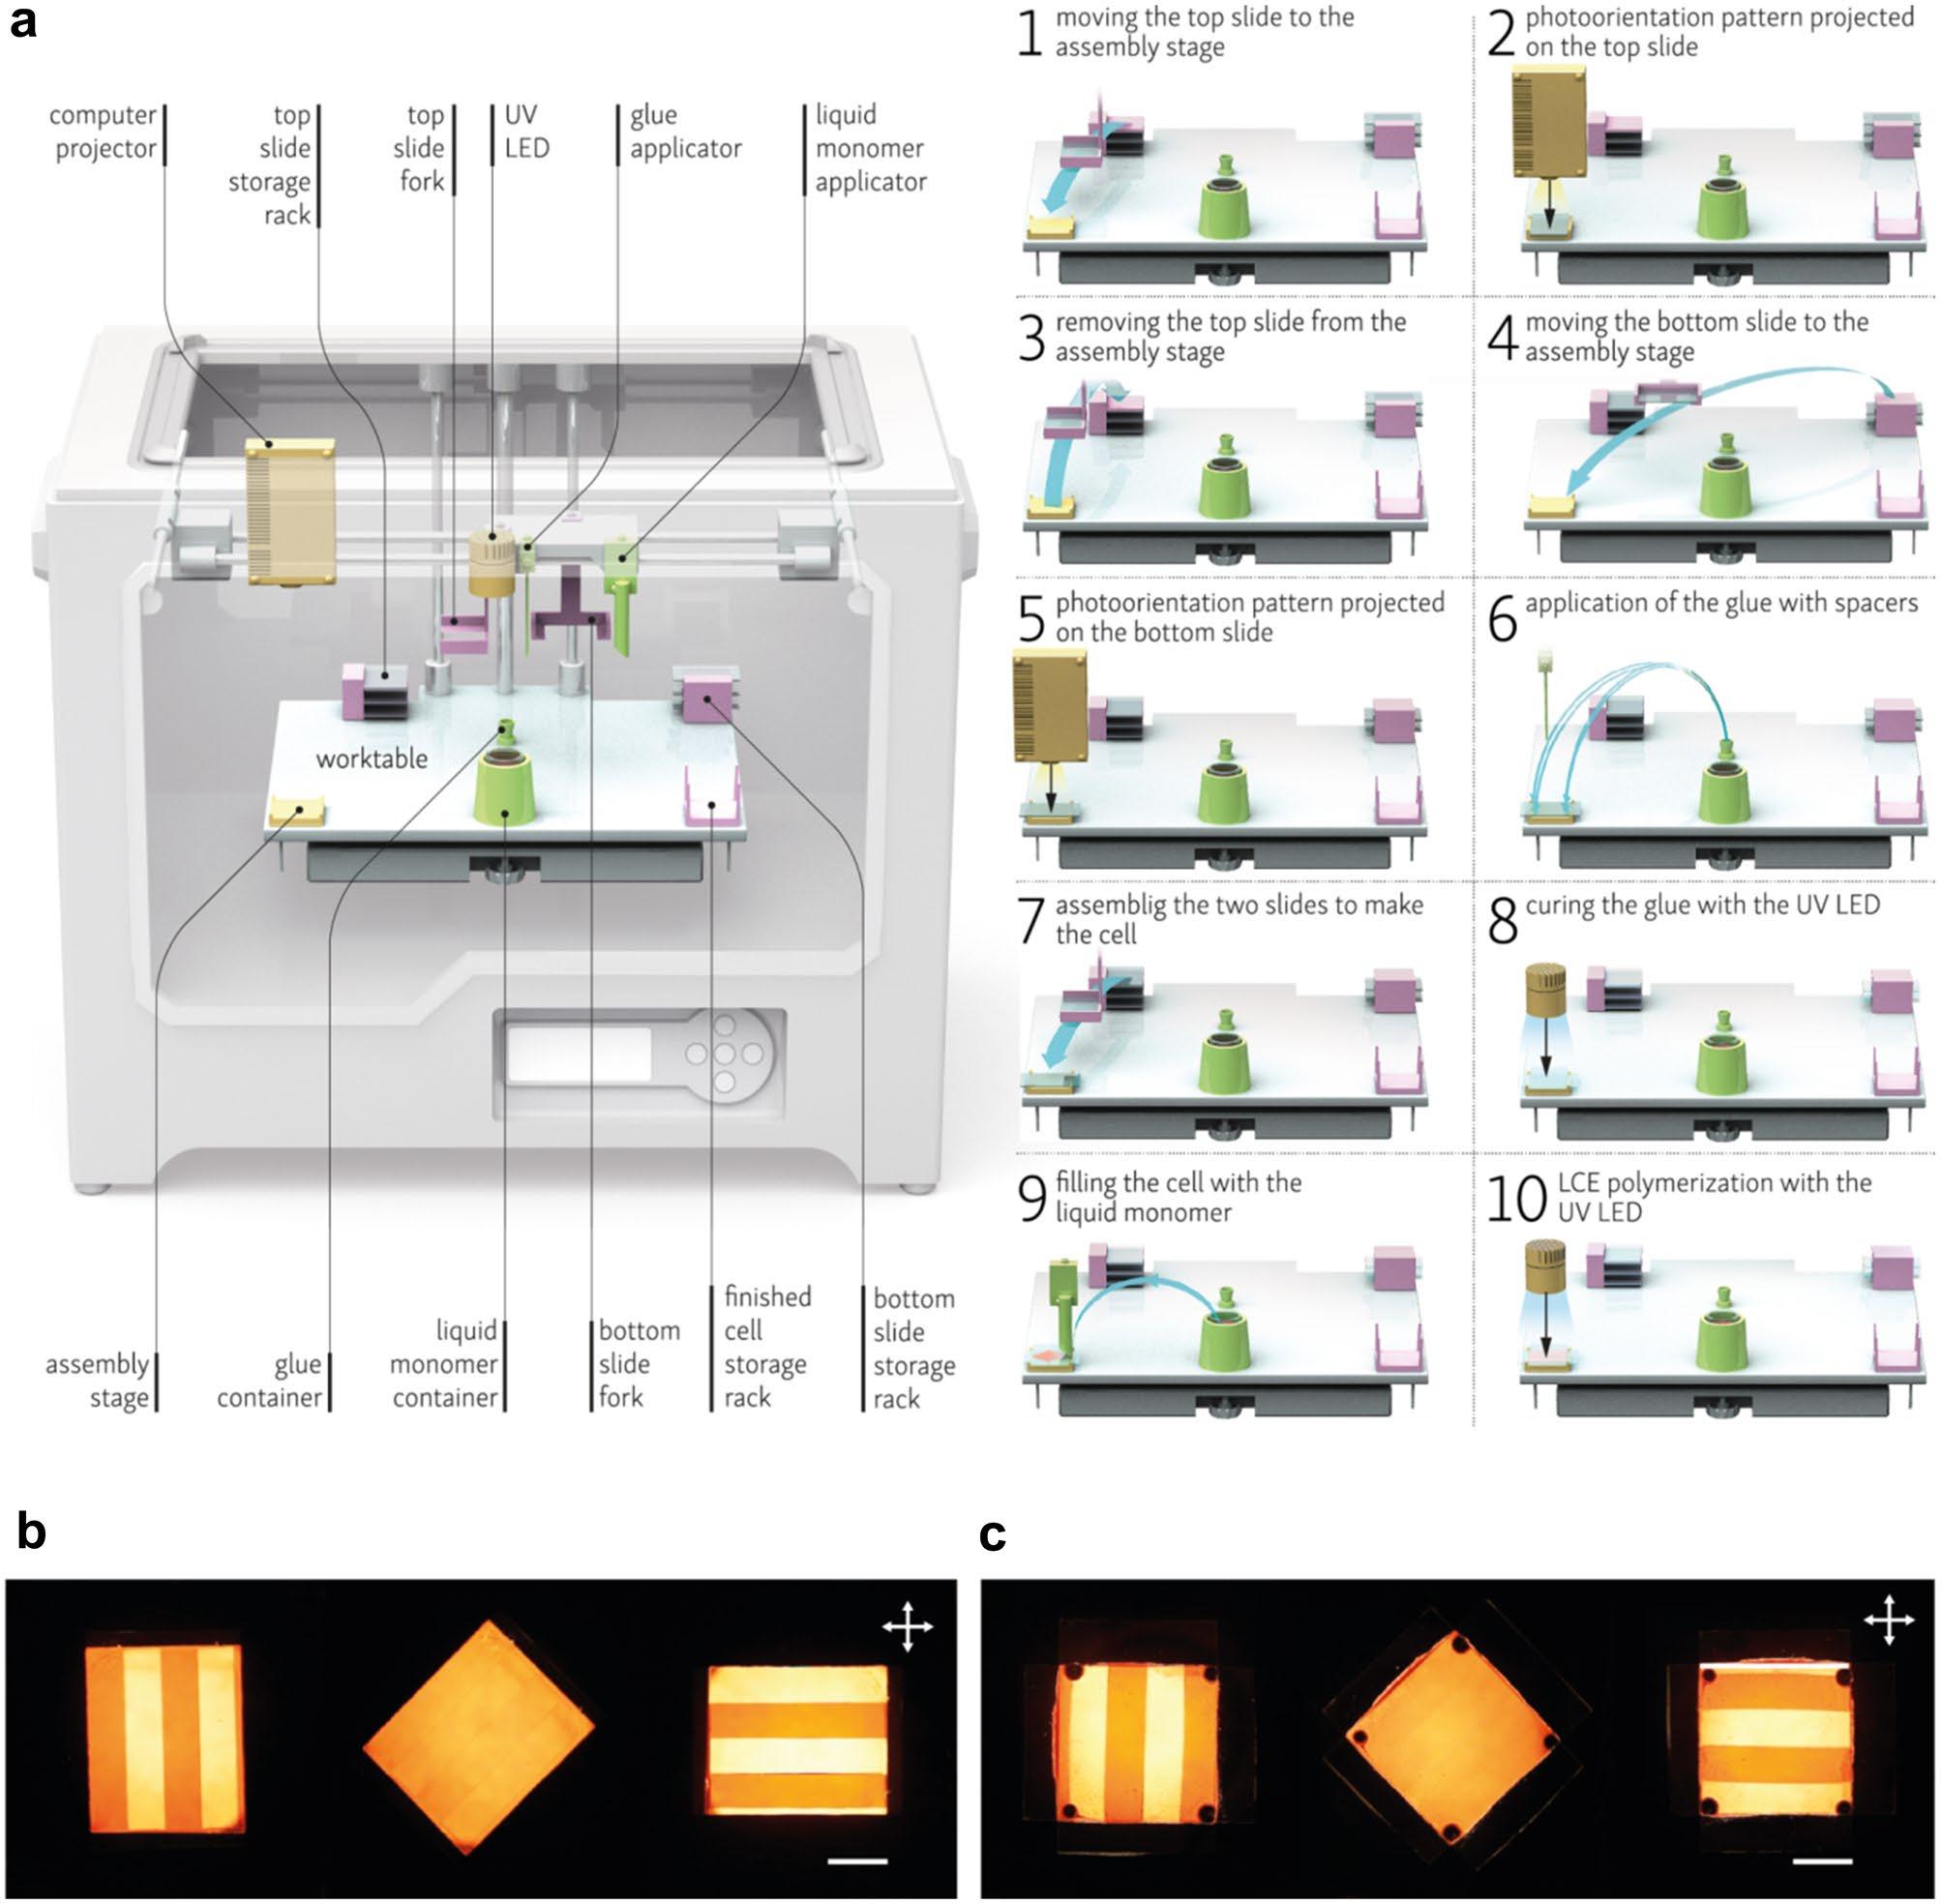 a
computer
projector
top
slide
storage
rack
top
slide
fork
UV
LED
glue
applicator
liquid
monomer
applicator
worktable
assembly
stage
glue
container
liquid
monomer
container
bottom
slide
fork
finished
cell
storage
rack
bottom
slide
storage
rack
1 moving the top slide to the
assembly stage
2 photoorientation pattern projected
on the top slide
3 removing the top slide from the
assembly stage
4 moving the bottom slide to the
assembly stage
5 photoorientation pattern projected
on the bottom slide
6 application of the glue with spacers
7 assemblig the two slides to make
the cell
8 curing the glue with the UV LED
9 filling the cell with the
liquid monomer
10 LCE polymerization with the
UV LED
b
c